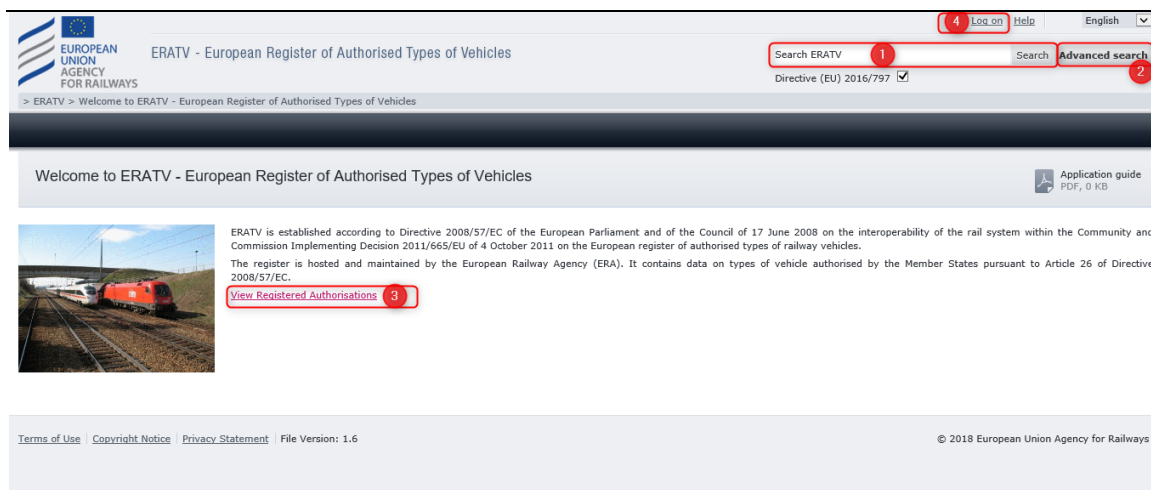 4 Log on Help English
EUROPEAN
UNION
AGENCY
FOR RAILWAYS
ERATV - European Register of Authorised Types of Vehicles
Search ERATV 1 Search Advanced search
2
Directive (EU) 2016/797
> ERATV > Welcome to ERATV - European Register of Authorised Types of Vehicles
Welcome to ERATV - European Register of Authorised Types of Vehicles
Application guide
PDF, 0 KB
ERATV is established according to Directive 2008/57/EC of the European Parliament and of the Council of 17 June 2008 on the interoperability of the rail system within the Community and
Commission Implementing Decision 2011/665/EU of 4 October 2011 on the European register of authorised types of railway vehicles.
The register is hosted and maintained by the European Railway Agency (ERA). It contains data on types of vehicle authorised by the Member States pursuant to Article 26 of Directive
2008/57/EC.
View Registered Authorisations 3
Terms of Use Copyright Notice Privacy Statement File Version: 1.6
© 2018 European Union Agency for Railways